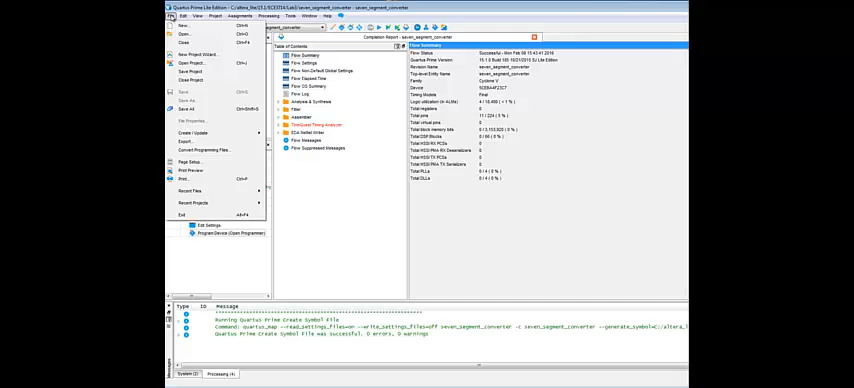 Quartus Prime Lite Edition - C:/altera_lite/15.1/ECE3714/Lab3/seven_segment_converter - seven_segment_converter
File Edit View Project Assignments Processing Tools Window Help
New... Ctrl+N
Open... Ctrl+O
Close Ctrl+F4
New Project Wizard...
Open Project... Ctrl+J
Save Project
Close Project
Save Ctrl+S
Save As...
Save All Ctrl+Shift+S
File Properties...
Create / Update
Export...
Convert Programming Files...
Page Setup...
Print Preview
Print... Ctrl+P
Recent Files
Recent Projects
Exit Alt+F4
Edit Settings
Program Device (Open Programmer)
Compilation Report - seven_segment_converter
Table of Contents
Flow Summary
Flow Settings
Flow Non-Default Global Settings
Flow Elapsed Time
Flow OS Summary
Flow Log
Analysis & Synthesis
Fitter
Assembler
TimeQuest Timing Analyzer
EDA Netlist Writer
Flow Messages
Flow Suppressed Messages
Flow Summary
Flow Status Successful - Mon Feb 08 15:43:41 2016
Quartus Prime Version 15.1.0 Build 185 10/21/2015 SJ Lite Edition
Revision Name seven_segment_converter
Top-level Entity Name seven_segment_converter
Family Cyclone V
Device 5CEBA4F23C7
Timing Models Final
Logic utilization (in ALMs) 4 / 18,480 ( < 1 % )
Total registers 0
Total pins 11 / 224 ( 5 % )
Total virtual pins 0
Total block memory bits 0 / 3,153,920 ( 0 % )
Total DSP Blocks 0 / 66 ( 0 % )
Total HSSI RX PCSs 0
Total HSSI PMA RX Deserializers 0
Total HSSI TX PCSs 0
Total HSSI PMA TX Serializers 0
Total PLLs 0 / 4 ( 0 % )
Total DLLs 0 / 4 ( 0 % )
Type ID Message
Running Quartus Prime Create Symbol File
Command: quartus_map --read_settings_files=on --write_settings_files=off seven_segment_converter -c seven_segment_converter --generate_symbol=C:/altera_l
Quartus Prime Create Symbol File was successful. 0 errors, 0 warnings
System (2) Processing (4)
Messages